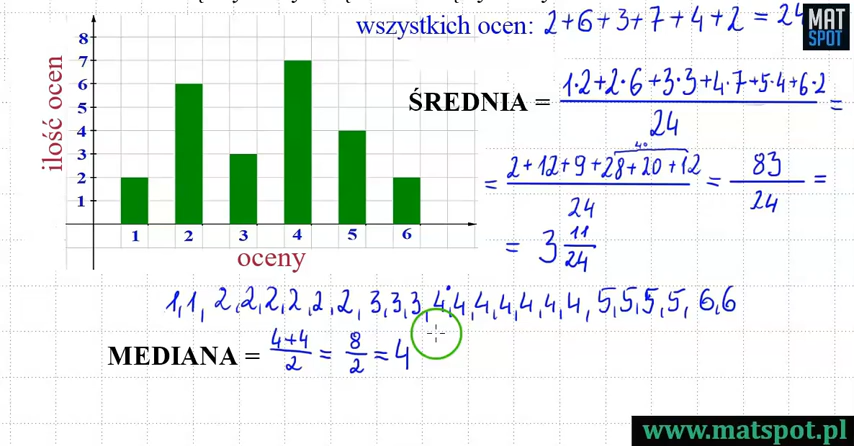 wszystkich ocen: 2+6+3+7+4+2 = 24
MAT
SPOT
8
7
6
5
4
3
2
1
ilość ocen
1 2 3 4 5 6
oceny
ŚREDNIA = 1·2+2·6+3·3+4·7+5·4+6·2 / 24 =
40
= 2+12+9+28+20+12 / 24 = 83 / 24 =
= 3 11/24
1,1, 2,2,2,2,2,2, 3,3,3,4,4,4,4,4,4,4, 5,5,5,5, 6,6
MEDIANA = 4+4 / 2 = 8 / 2 = 4
www.matspot.pl